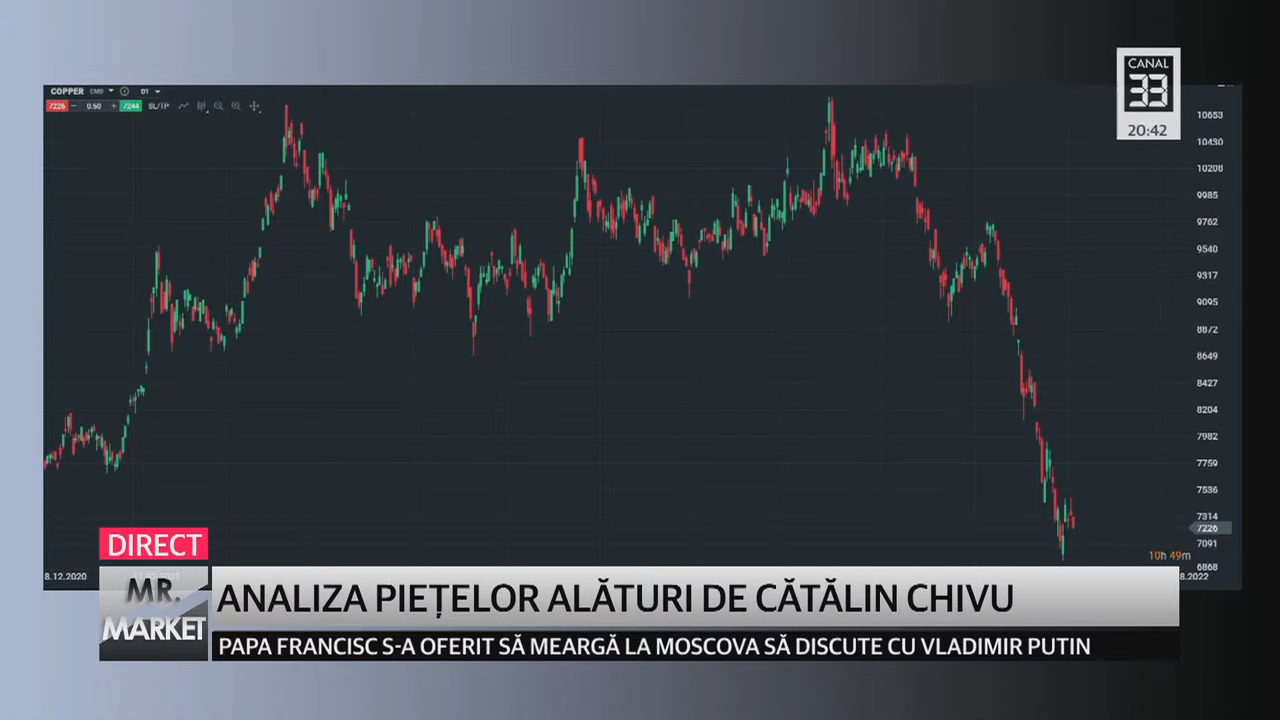 COPPER CMD D1
7226 0.50 7244 SL/TP
CANAL
33
20:42
10653
10430
10208
9985
9762
9540
9317
9095
8872
8649
8427
8204
7982
7759
7536
7314
7226
7091
6868
10h 49m
8.12.2020
8.2022
DIRECT
MR.
MARKET
ANALIZA PIEȚELOR ALĂTURI DE CĂTĂLIN CHIVU
PAPA FRANCISC S-A OFERIT SĂ MEARGĂ LA MOSCOVA SĂ DISCUTE CU VLADIMIR PUTIN